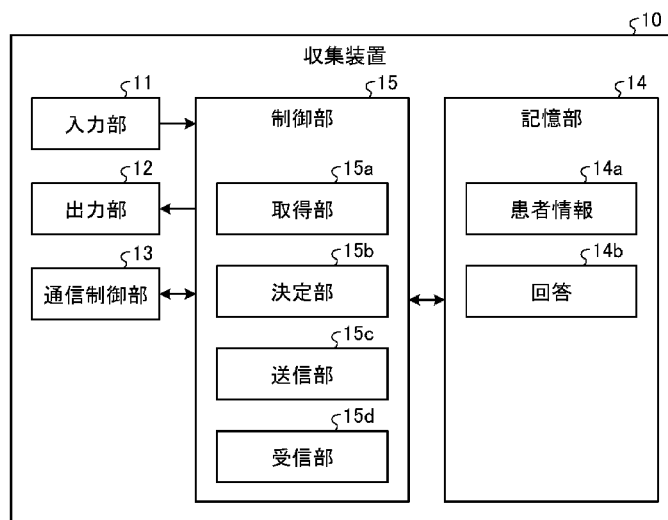 10
収集装置
11
入力部
12
出力部
13
通信制御部
15
制御部
15a
取得部
15b
決定部
15c
送信部
15d
受信部
14
記憶部
14a
患者情報
14b
回答